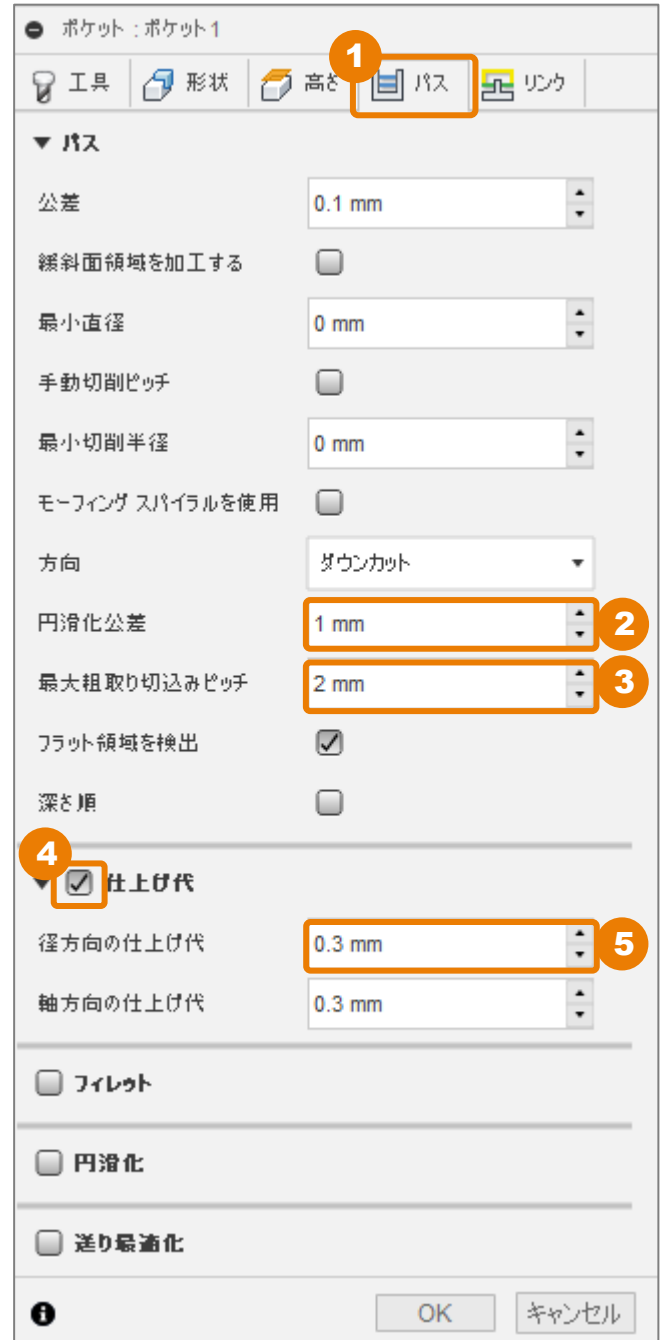 ポケット : ポケット1
1
工具 形状 高さ パス リンク
▼ パス
公差 0.1 mm
緩斜面領域を加工する
最小直径 0 mm
手動切削ピッチ
最小切削半径 0 mm
モーフィング スパイラルを使用
方向 ダウンカット
円滑化公差 1 mm 2
最大粗取り切込みピッチ 2 mm 3
フラット領域を検出
深さ順
4
▼ 仕上げ代
径方向の仕上げ代 0.3 mm 5
軸方向の仕上げ代 0.3 mm
フィレット
円滑化
送り最適化
OK キャンセル